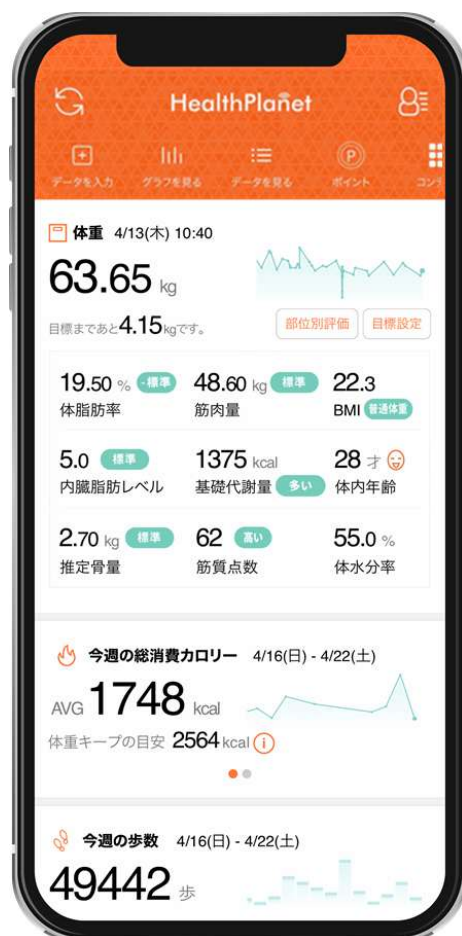 HealthPlanet
データを入力 グラフを見る データを見る ポイント コンテ
体重 4/13(木) 10:40
63.65 kg
目標まであと4.15kgです。
部位別評価 目標設定
19.50 % -標準 48.60 kg 標準 22.3
体脂肪率 筋肉量 BMI 普通体重
5.0 標準 1375 kcal 28 才
内臓脂肪レベル 基礎代謝量 多い 体内年齢
2.70 kg 標準 62 高い 55.0 %
推定骨量 筋質点数 体水分率
今週の総消費カロリー 4/16(日) - 4/22(土)
AVG 1748 kcal
体重キープの目安 2564 kcal i
今週の歩数 4/16(日) - 4/22(土)
49442 歩